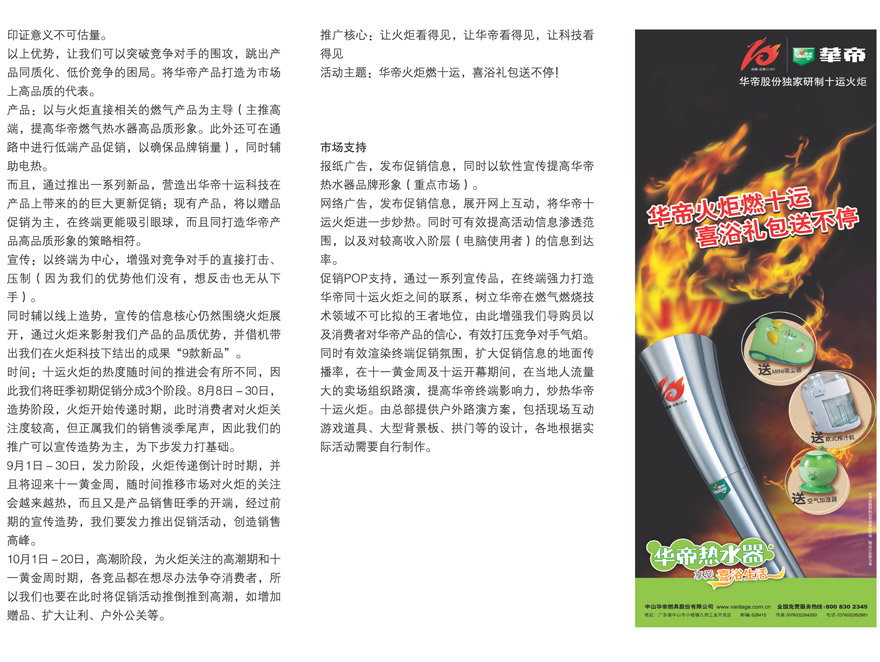 印证意义不可估量。
以上优势，让我们可以突破竞争对手的围攻，跳出产
品同质化、低价竞争的困局。将华帝产品打造为市场
上高品质的代表。
产品：以与火炬直接相关的燃气产品为主导（主推高
端，提高华帝燃气热水器高品质形象。此外还可在通
路中进行低端产品促销，以确保品牌销量），同时辅
助电热。
而且，通过推出一系列新品，营造出华帝十运科技在
产品上带来的的巨大更新促销：现有产品，将以赠品
促销为主，在终端更能吸引眼球，而且同打造华帝产
品高品质形象的策略相符。
宣传：以终端为中心，增强对竞争对手的直接打击、
压制（因为我们的优势他们没有，想反击也无从下
手）。
同时辅以线上造势，宣传的信息核心仍然围绕火炬展
开，通过火炬来影射我们产品的品质优势，并借机带
出我们在火炬科技下结出的成果“9款新品”。
时间：十运火炬的热度随时间的推进会有所不同，因
此我们将旺季初期促销分成3个阶段。8月8日－30日，
造势阶段，火炬开始传递时期，此时消费者对火炬关
注度较高，但正属我们的销售淡季尾声，因此我们的
推广可以宣传造势为主，为下步发力打基础。
9月1日－30日，发力阶段，火炬传递倒计时时期，并
且将迎来十一黄金周，随时间推移市场对火炬的关注
会越来越热，而且又是产品销售旺季的开端，经过前
期的宣传造势，我们要发力推出促销活动，创造销售
高峰。
10月1日－20日，高潮阶段，为火炬关注的高潮期和十
一黄金周时期，各竞品都在想尽办法争夺消费者，所
以我们也要在此时将促销活动推倒推到高潮，如增加
赠品、扩大让利、户外公关等。
推广核心：让火炬看得见，让华帝看得见，让科技看
得见
活动主题：华帝火炬燃十运，喜浴礼包送不停！
市场支持
报纸广告，发布促销信息，同时以软性宣传提高华帝
热水器品牌形象（重点市场）。
网络广告，发布促销信息，展开网上互动，将华帝十
运火炬进一步炒热。同时可有效提高活动信息渗透范
围，以及对较高收入阶层（电脑使用者）的信息到达
率。
促销POP支持，通过一系列宣传品，在终端强力打造
华帝同十运火炬之间的联系，树立华帝在燃气燃烧技
术领域不可比拟的王者地位，由此增强我们导购员以
及消费者对华帝产品的信心，有效打压竞争对手气焰。
同时有效渲染终端促销氛围，扩大促销信息的地面传
播率，在十一黄金周及十运开幕期间，在当地人流量
大的卖场组织路演，提高华帝终端影响力，炒热华帝
十运火炬。由总部提供户外路演方案，包括现场互动
游戏道具、大型背景板、拱门等的设计，各地根据实
际活动需要自行制作。
華帝
华帝股份独家研制十运火炬
华帝火炬燃十运
喜浴礼包送不停
送MINI吸尘器
送欧式榨汁机
送空气加湿器
华帝热水器
享受喜浴生活
中山华帝燃具股份有限公司 www.vantage.com.cn 全国免费服务热线：800 830 2345